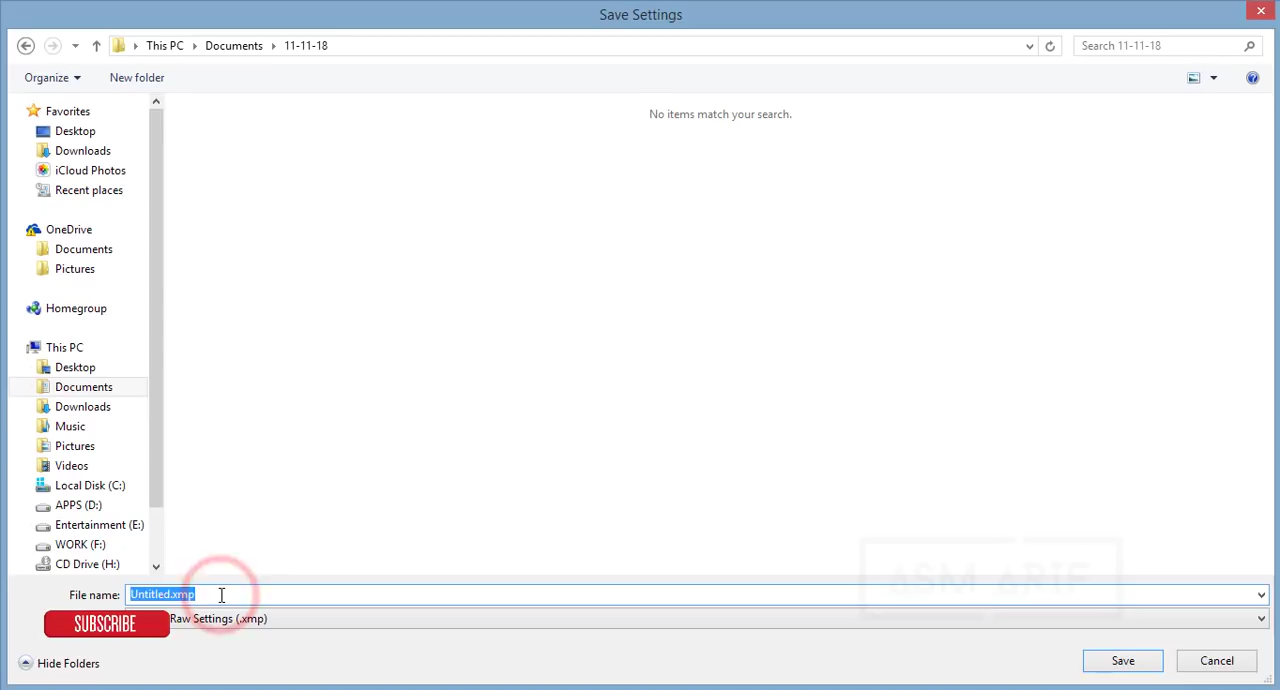 Save Settings
This PC Documents 11-11-18
Search 11-11-18
Organize
New folder
No items match your search.
Favorites
Desktop
Downloads
iCloud Photos
Recent places
OneDrive
Documents
Pictures
Homegroup
This PC
Desktop
Documents
Downloads
Music
Pictures
Videos
Local Disk (C:)
APPS (D:)
Entertainment (E:)
WORK (F:)
CD Drive (H:)
ASM ARIF
File name: Untitled.xmp
SUBSCRIBE
Raw Settings (.xmp)
Hide Folders
Save
Cancel